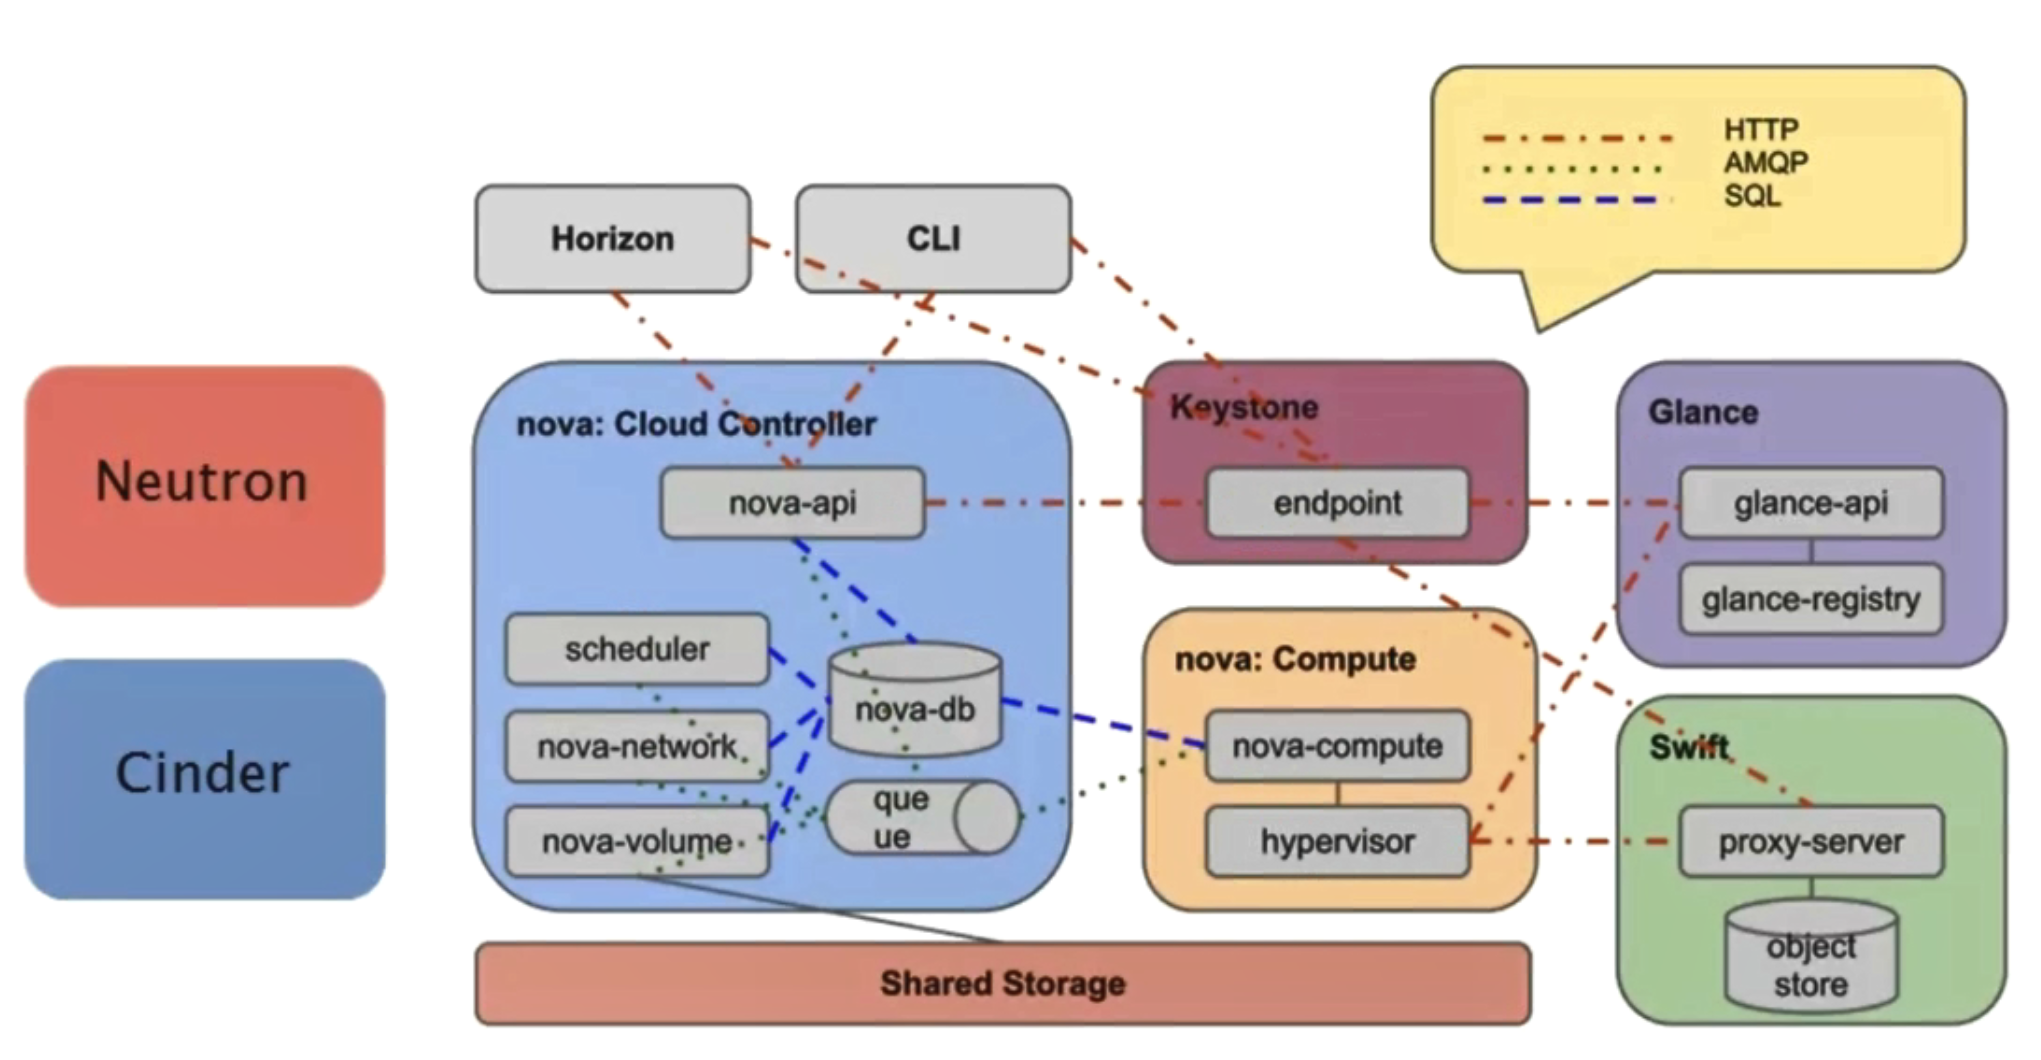 HTTP
AMQP
SQL
Horizon
CLI
Neutron
Cinder
nova: Cloud Controller
nova-api
scheduler
nova-network
nova-volume
nova-db
que
ue
Keystone
endpoint
nova: Compute
nova-compute
hypervisor
Glance
glance-api
glance-registry
Swift
proxy-server
object
store
Shared Storage